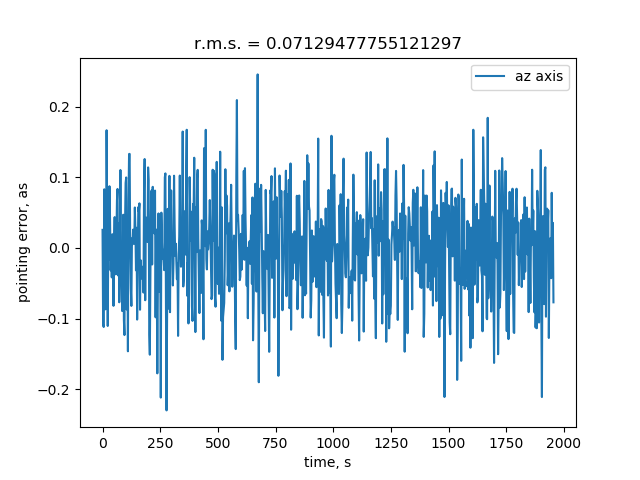 r.m.s. = 0.07129477755121297
az axis
pointing error, as
0.2
0.1
0.0
−0.1
−0.2
0 250 500 750 1000 1250 1500 1750 2000
time, s